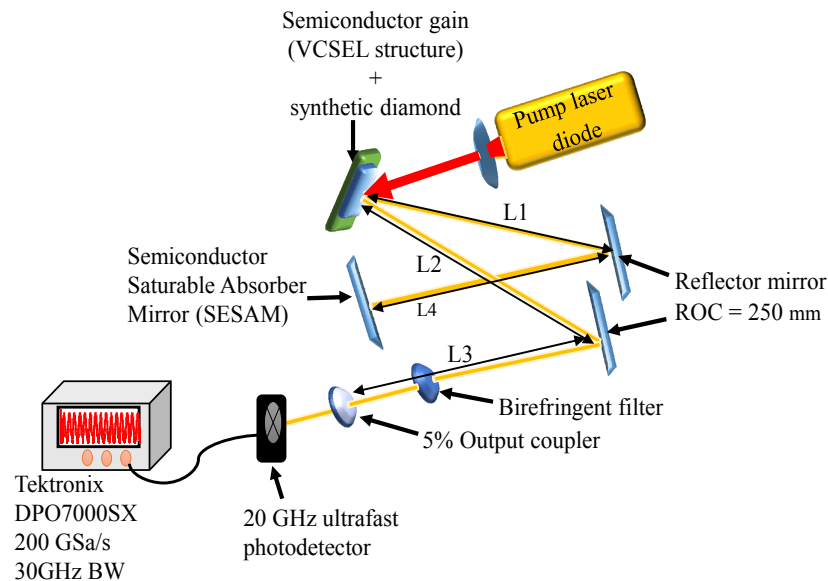 Semiconductor gain
(VCSEL structure)
+
synthetic diamond
Pump laser
diode
L1
L2
L4
L3
Semiconductor
Saturable Absorber
Mirror (SESAM)
Reflector mirror
ROC = 250 mm
Birefringent filter
5% Output coupler
20 GHz ultrafast
photodetector
Tektronix
DPO7000SX
200 GSa/s
30GHz BW